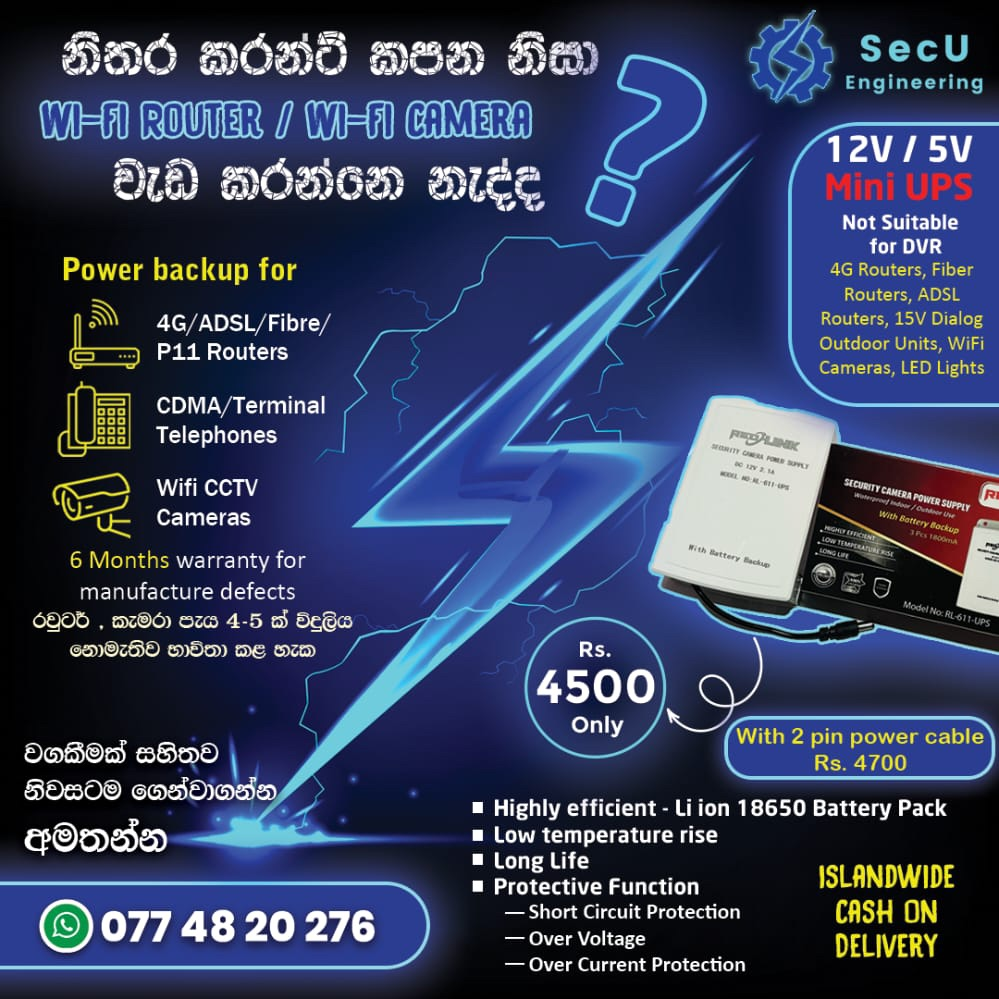 නිතර කරන්ට් කපන නිසා
WI-FI ROUTER / WI-FI CAMERA
වැඩ කරන්නෙ නැද්ද
?
SecU
Engineering
12V / 5V
Mini UPS
Not Suitable
for DVR
4G Routers, Fiber
Routers, ADSL
Routers, 15V Dialog
Outdoor Units, WiFi
Cameras, LED Lights
Power backup for
4G/ADSL/Fibre/
P11 Routers
CDMA/Terminal
Telephones
Wifi CCTV
Cameras
6 Months warranty for
manufacture defects
රවුටර් , කැමරා පැය 4-5 ක් විදුලිය
නොමැතිව භාවිතා කළ හැක
RED LINK
SECURITY CAMERA POWER SUPPLY
DC 12V 2.1A
MODEL NO:RL-611-UPS
With Battery Backup
SECURITY CAMERA POWER SUPPLY
Waterproof Indoor / Outdoor Use
With Battery Backup
3 Pcs 1800mA
HIGHLY EFFICIENT
LOW TEMPERATURE RISE
LONG LIFE
Model No: RL-611-UPS
Rs.
4500
Only
With 2 pin power cable
Rs. 4700
වගකීමක් සහිතව
නිවසටම ගෙන්වාගන්න
අමතන්න
077 48 20 276
Highly efficient - Li ion 18650 Battery Pack
Low temperature rise
Long Life
Protective Function
— Short Circuit Protection
— Over Voltage
— Over Current Protection
ISLANDWIDE
CASH ON
DELIVERY